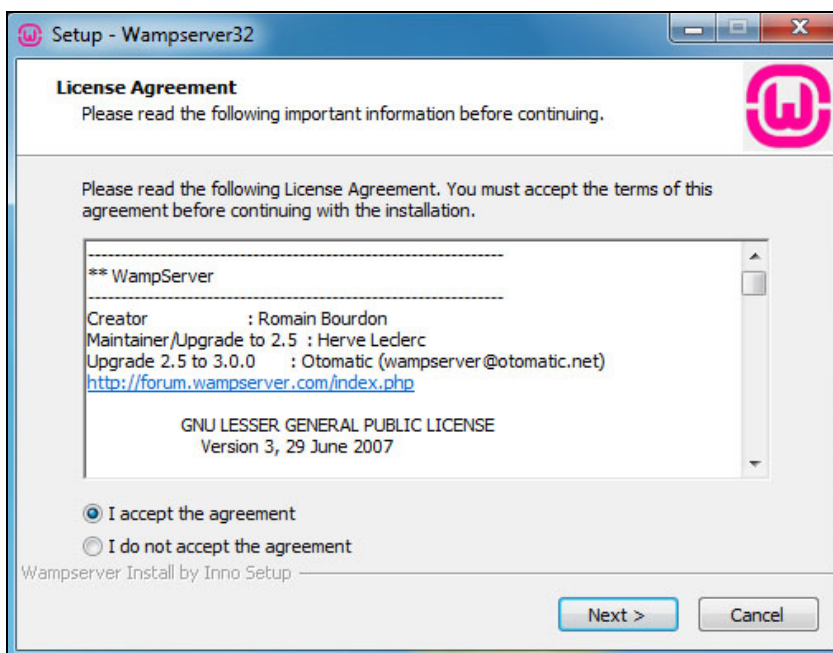 Setup - Wampserver32
License Agreement
Please read the following important information before continuing.
Please read the following License Agreement. You must accept the terms of this
agreement before continuing with the installation.
------------------------------------------------------------------
** WampServer
------------------------------------------------------------------
Creator : Romain Bourdon
Maintainer/Upgrade to 2.5 : Herve Leclerc
Upgrade 2.5 to 3.0.0 : Otomatic (wampserver@otomatic.net)
http://forum.wampserver.com/index.php
GNU LESSER GENERAL PUBLIC LICENSE
Version 3, 29 June 2007
I accept the agreement
I do not accept the agreement
Wampserver Install by Inno Setup
Next >
Cancel